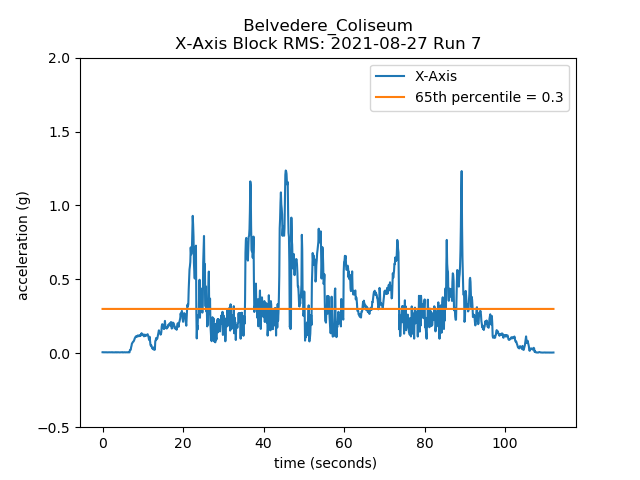 Belvedere_Coliseum
X-Axis Block RMS: 2021-08-27 Run 7
X-Axis
65th percentile = 0.3
acceleration (g)
2.0
1.5
1.0
0.5
0.0
−0.5
0 20 40 60 80 100
time (seconds)